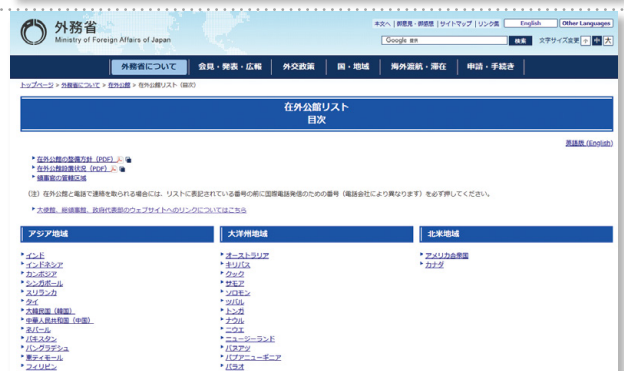 外務省
Ministry of Foreign Affairs of Japan
本文へ | 御意見・御感想 | サイトマップ | リンク集 | English | Other Languages
Google 検索 文字サイズ変更 小 中 大
外務省について 会見・発表・広報 外交政策 国・地域 海外渡航・滞在 申請・手続き
トップページ > 外務省について > 在外公館 > 在外公館リスト（目次）
在外公館リスト
目次
英語版 (English)
在外公館の整備方針（PDF）
在外公館設置状況（PDF）
領事官の管轄区域
（注）在外公館と電話で連絡を取られる場合には、リストに表記されている番号の前に国際電話発信のための番号（電話会社により異なります）を必ず押してください。
大使館、総領事館、政府代表部のウェブサイトへのリンクについてはこちら
アジア地域
インド
インドネシア
カンボジア
シンガポール
スリランカ
タイ
大韓民国（韓国）
中華人民共和国（中国）
ネパール
パキスタン
バングラデシュ
東ティモール
フィリピン
大洋州地域
オーストラリア
キリバス
クック
サモア
ソロモン
ツバル
トンガ
ナウル
ニウエ
ニュージーランド
バヌアツ
パプアニューギニア
パラオ
北米地域
アメリカ合衆国
カナダ